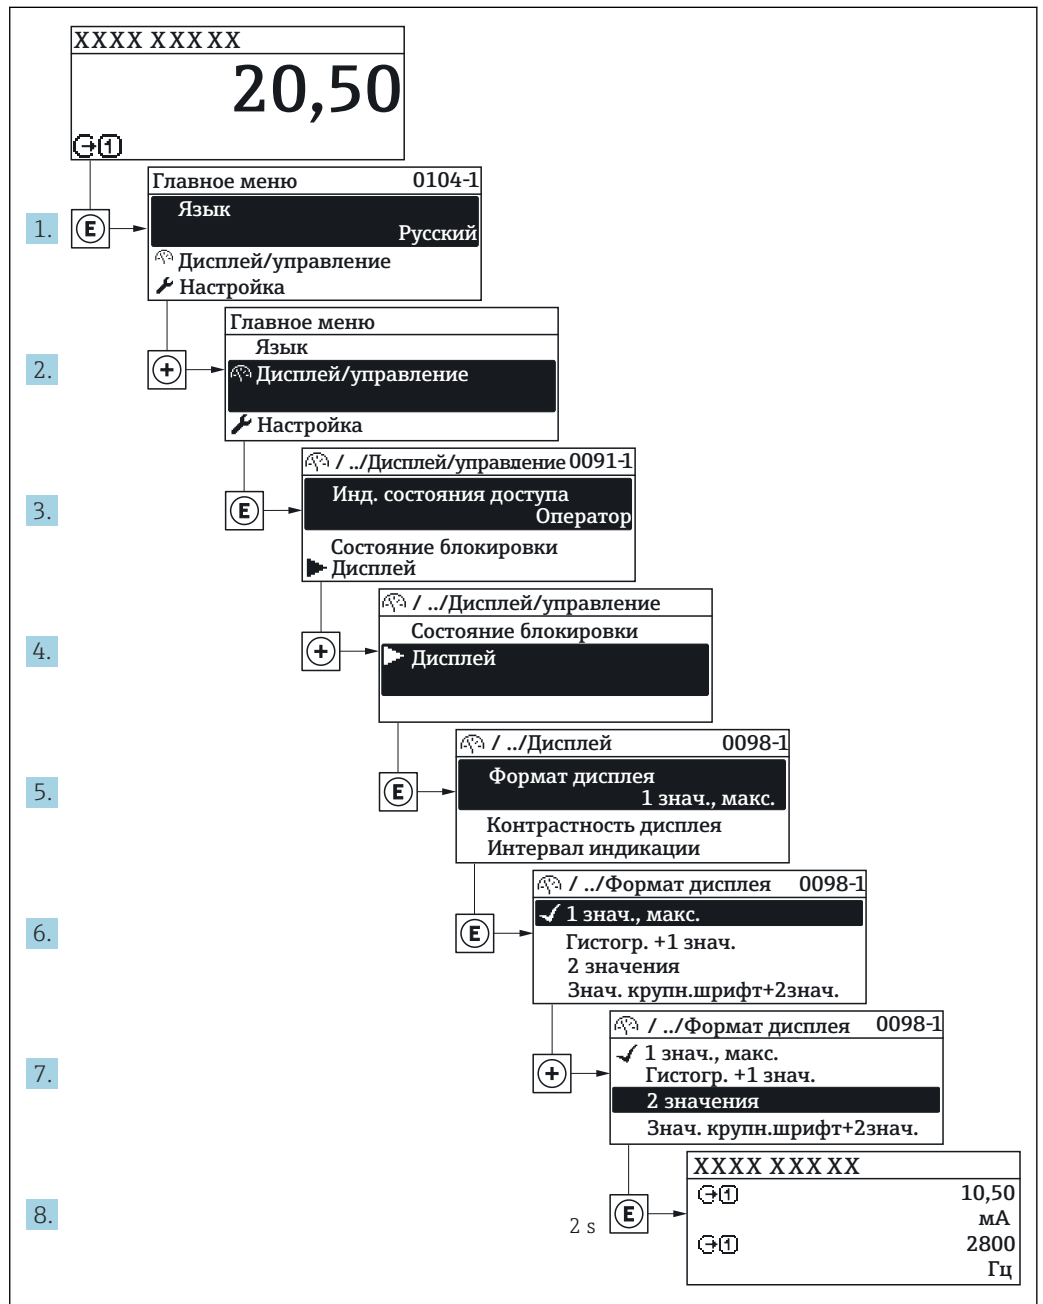 XXXX XXX XX
20,50
1
Главное меню 0104-1
Язык
1. E Русский
Дисплей/управление
Настройка
Главное меню
Язык
2. + Дисплей/управление
Настройка
/ ../Дисплей/управление 0091-1
Инд. состояния доступа
3. E Оператор
Состояние блокировки
Дисплей
/ ../Дисплей/управление
Состояние блокировки
4. + Дисплей
/ ../Дисплей 0098-1
Формат дисплея
5. E 1 знач., макс.
Контрастность дисплея
Интервал индикации
/ ../Формат дисплея 0098-1
1 знач., макс.
6. E
Гистогр. +1 знач.
2 значения
Знач. крупн.шрифт+2знач.
/ ../Формат дисплея 0098-1
1 знач., макс.
7. + Гистогр. +1 знач.
2 значения
Знач. крупн.шрифт+2знач.
XXXX XXX XX
1 10,50
8. 2 s E мА
1 2800
Гц